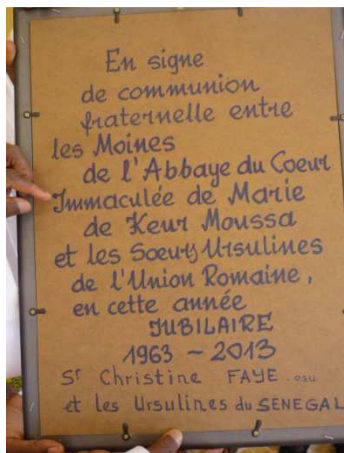 En signe
de communion
fraternelle entre
les Moines
de l'Abbaye du Coeur
Immaculée de Marie
de Keur Moussa
et les Soeurs Ursulines
de l'Union Romaine,
en cette année
JUBILAIRE
1963 ~ 2013
Sr Christine FAYE. osu
et les Ursulines du SENEGAL